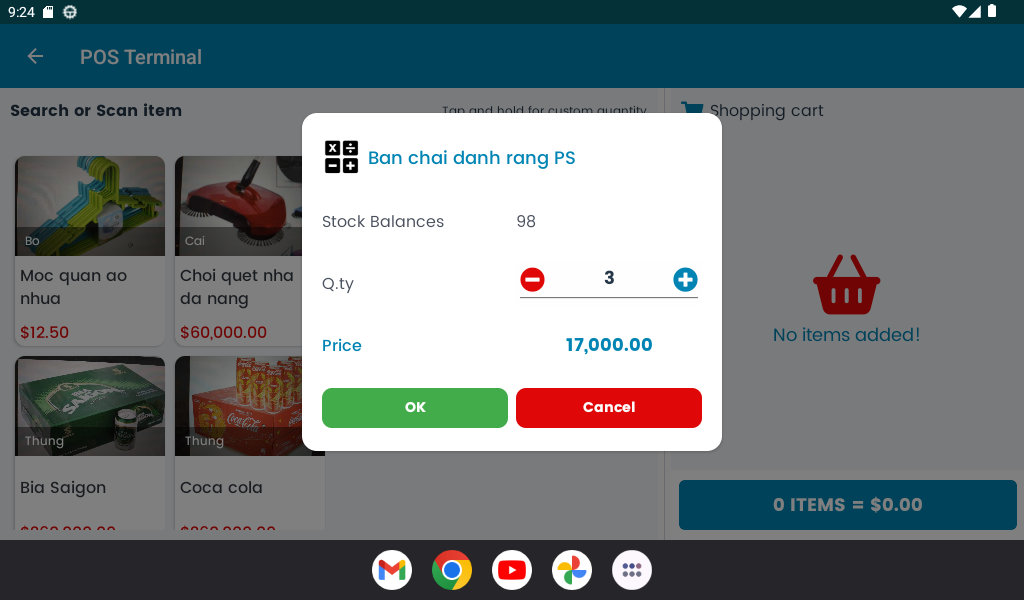 9:24
POS Terminal
Search or Scan item
Tap and hold for custom quantity
Shopping cart
Ban chai danh rang PS
Stock Balances 98
Q.ty 3
Price 17,000.00
OK Cancel
Bo
Moc quan ao
nhua
$12.50
Cai
Choi quet nha
da nang
$60,000.00
SAIGON
Thung
Bia Saigon
Coca-Cola
Thung
Coca cola
No items added!
0 ITEMS = $0.00